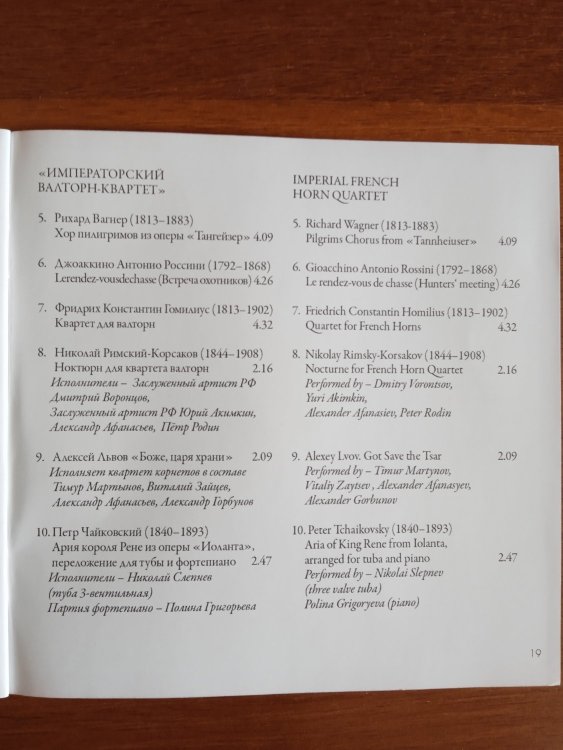 «ИМПЕРАТОРСКИЙ
ВАЛТОРН-КВАРТЕТ»
5. Рихард Вагнер (1813–1883)
Хор пилигримов из оперы «Тангейзер» 4.09
6. Джоаккино Антонио Россини (1792–1868)
Lerendez-vousdechasse (Встреча охотников) 4.26
7. Фридрих Константин Гомилиус (1813–1902)
Квартет для валторн 4.32
8. Николай Римский-Корсаков (1844–1908)
Ноктюрн для квартета валторн 2.16
Исполнители – Заслуженный артист РФ
Дмитрий Воронцов,
Заслуженный артист РФ Юрий Акимкин,
Александр Афанасьев, Пётр Родин
9. Алексей Львов «Боже, царя храни» 2.09
Исполняет квартет корнетов в составе
Тимур Мартынов, Виталий Зайцев,
Александр Афанасьев, Александр Горбунов
10. Петр Чайковский (1840–1893)
Ария короля Рене из оперы «Иоланта»,
переложение для тубы и фортепиано 2.47
Исполнители – Николай Слепнев
(туба 3-вентильная)
Партия фортепиано – Полина Григорьева
IMPERIAL FRENCH
HORN QUARTET
5. Richard Wagner (1813-1883)
Pilgrims Chorus from «Tannheiuser» 4.09
6. Gioacchino Antonio Rossini (1792–1868)
Le rendez-vous de chasse (Hunters' meeting) 4.26
7. Friedrich Constantin Homilius (1813–1902)
Quartet for French Horns 4.32
8. Nikolay Rimsky-Korsakov (1844–1908)
Nocturne for French Horn Quartet 2.16
Performed by – Dmitry Vorontsov,
Yuri Akimkin,
Alexander Afanasiev, Peter Rodin
9. Alexey Lvov. Got Save the Tsar 2.09
Performed by – Timur Martynov,
Vitaliy Zaytsev , Alexander Afanasyev,
Alexander Gorbunov
10. Peter Tchaikovsky (1840–1893)
Aria of King Rene from Iolanta,
arranged for tuba and piano 2.47
Performed by – Nikolai Slepnev
(three valve tuba)
Polina Grigoryeva (piano)
19